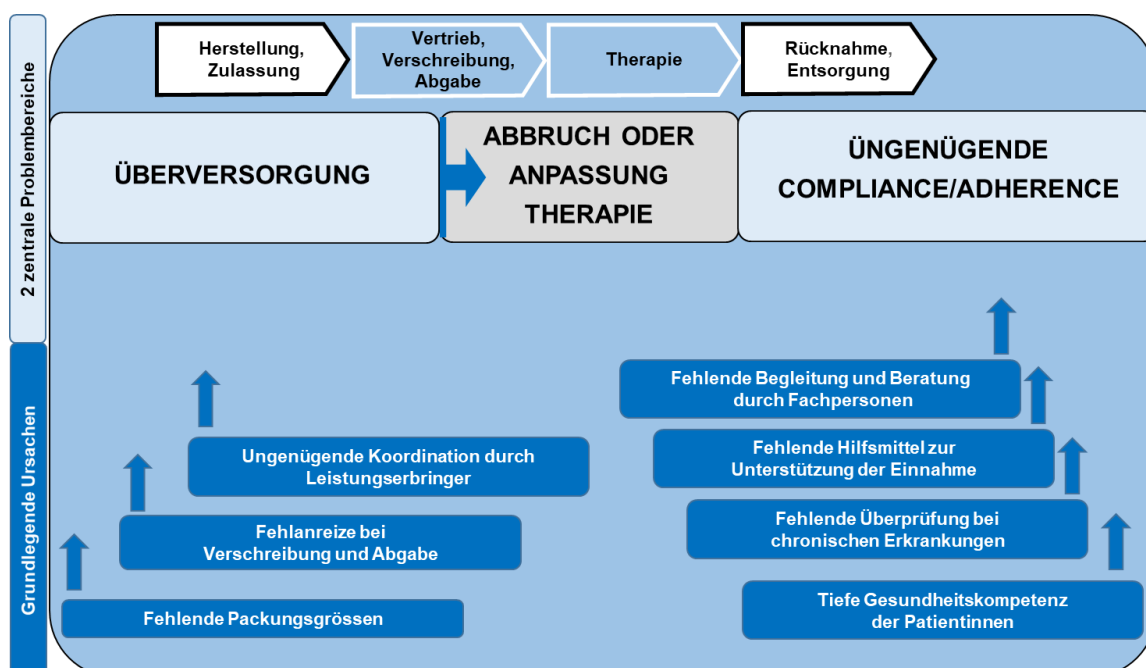 2 zentrale Problembereiche
Herstellung,
Zulassung
Vertrieb,
Verschreibung,
Abgabe
Therapie
Rücknahme,
Entsorgung
ÜBERVERSORGUNG
ABBRUCH ODER
ANPASSUNG
THERAPIE
ÜNGENÜGENDE
COMPLIANCE/ADHERENCE
Grundlegende Ursachen
Ungenügende Koordination durch
Leistungserbringer
Fehlanreize bei
Verschreibung und Abgabe
Fehlende Packungsgrössen
Fehlende Begleitung und Beratung
durch Fachpersonen
Fehlende Hilfsmittel zur
Unterstützung der Einnahme
Fehlende Überprüfung bei
chronischen Erkrankungen
Tiefe Gesundheitskompetenz
der Patientinnen